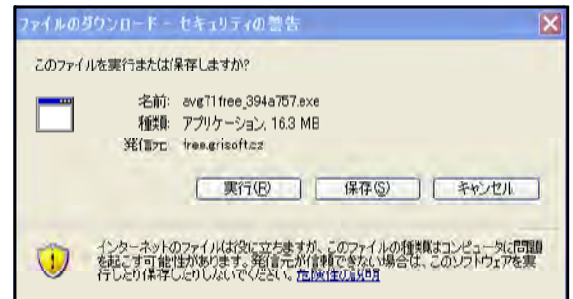 ファイルのダウンロード - セキュリティの警告
このファイルを実行または保存しますか?
名前: avg71free_394a757.exe
種類: アプリケーション, 16.3 MB
発信元: free.grisoft.cz
実行(R) 保存(S) キャンセル
インターネットのファイルは役に立ちますが、このファイルの種類はコンピュータに問題
を起こす可能性があります。発信元が信頼できない場合は、このソフトウェアを実
行したり保存したりしないでください。危険性の説明